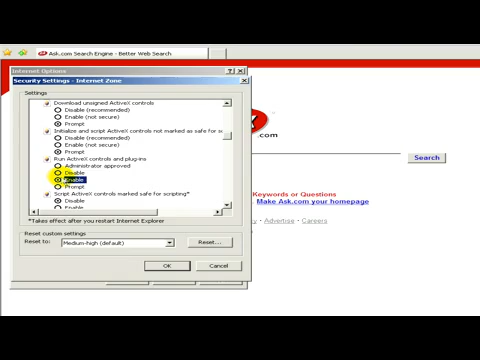 Ask.com Search Engine - Better Web Search
Internet Options
Security Settings - Internet Zone
Settings
Download unsigned ActiveX controls
Disable (recommended)
Enable (not secure)
Prompt
Initialize and script ActiveX controls not marked as safe for s
Disable (recommended)
Enable (not secure)
Prompt
Run ActiveX controls and plug-ins
Administrator approved
Disable
Enable
Prompt
Script ActiveX controls marked safe for scripting*
Disable
Enable
*Takes effect after you restart Internet Explorer
Reset custom settings
Reset to:
Medium-high (default)
Reset...
OK
Cancel
.com
Search
Keywords or Questions
Make Ask.com your homepage
Advertise - Careers